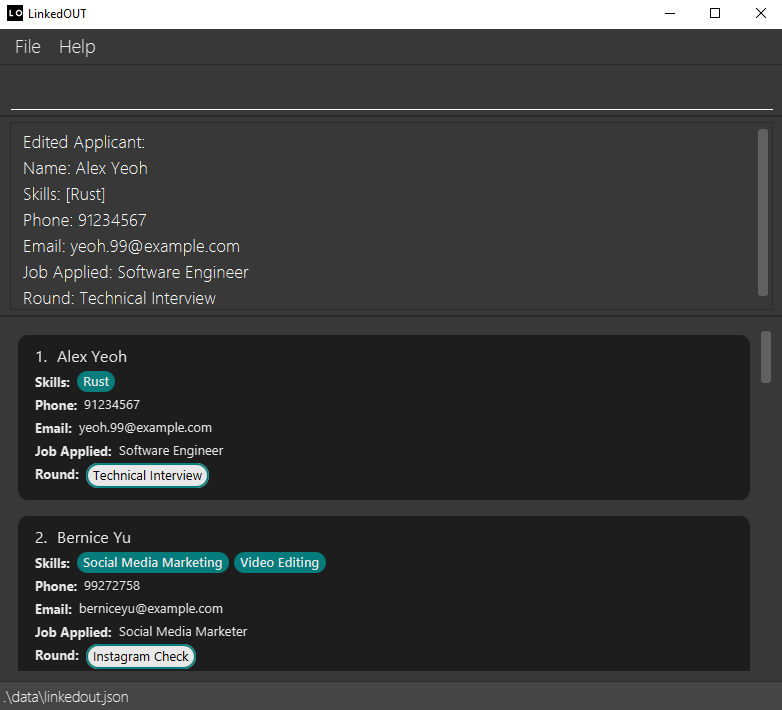 LO LinkedOUT
File Help
Edited Applicant:
Name: Alex Yeoh
Skills: [Rust]
Phone: 91234567
Email: yeoh.99@example.com
Job Applied: Software Engineer
Round: Technical Interview
1. Alex Yeoh
Skills: Rust
Phone: 91234567
Email: yeoh.99@example.com
Job Applied: Software Engineer
Round: Technical Interview
2. Bernice Yu
Skills: Social Media Marketing Video Editing
Phone: 99272758
Email: berniceyu@example.com
Job Applied: Social Media Marketer
Round: Instagram Check
.\data\linkedout.json